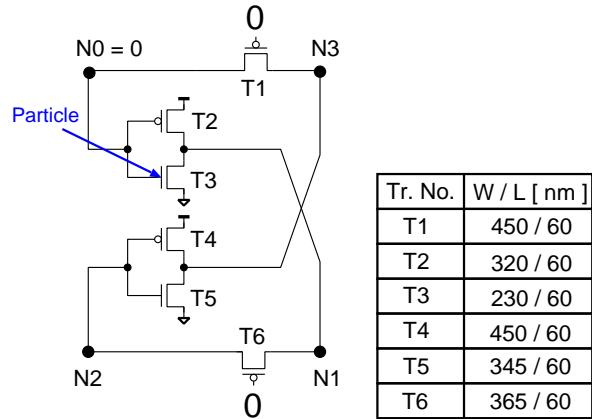 0
N0 = 0
N3
T1
Particle
T2
T3
T4
T5
T6
N2
N1
0
Tr. No. W / L [ nm ]
T1 450 / 60
T2 320 / 60
T3 230 / 60
T4 450 / 60
T5 345 / 60
T6 365 / 60